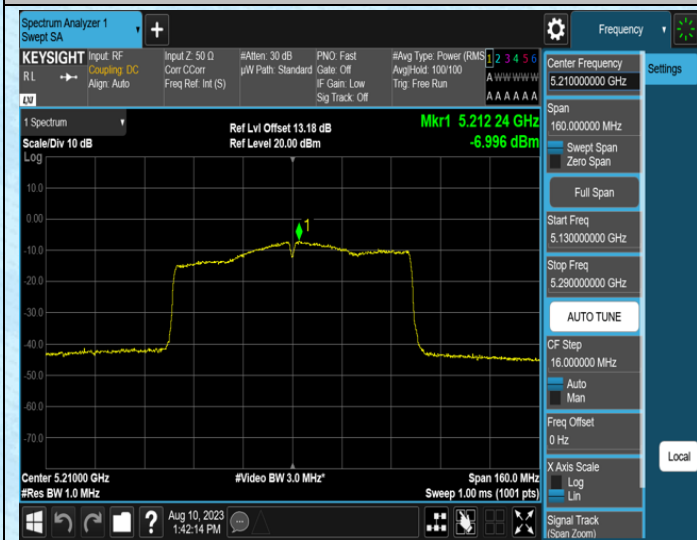 Spectrum Analyzer 1
Swept SA
+
Frequency
KEYSIGHT
RL
LXI
Input: RF
Coupling: DC
Align: Auto
Input Z: 50 Ω
Corr CCorr
Freq Ref: Int (S)
#Atten: 30 dB
µW Path: Standard
PNO: Fast
Gate: Off
IF Gain: Low
Sig Track: Off
#Avg Type: Power (RMS
Avg|Hold: 100/100
Trig: Free Run
1 2 3 4 5 6
A W W W W W
A A A A A A
1 Spectrum
Scale/Div 10 dB
Log
Ref Lvl Offset 13.18 dB
Ref Level 20.00 dBm
Mkr1 5.212 24 GHz
-6.996 dBm
10.0
0.00
-10.0
-20.0
-30.0
-40.0
-50.0
-60.0
-70.0
1
Center 5.21000 GHz
#Res BW 1.0 MHz
#Video BW 3.0 MHz*
Span 160.0 MHz
Sweep 1.00 ms (1001 pts)
?
Aug 10, 2023
1:42:14 PM
Center Frequency
5.210000000 GHz
Span
160.000000 MHz
Swept Span
Zero Span
Full Span
Start Freq
5.130000000 GHz
Stop Freq
5.290000000 GHz
AUTO TUNE
CF Step
16.000000 MHz
Auto
Man
Freq Offset
0 Hz
X Axis Scale
Log
Lin
Signal Track
(Span Zoom)
Settings
Local